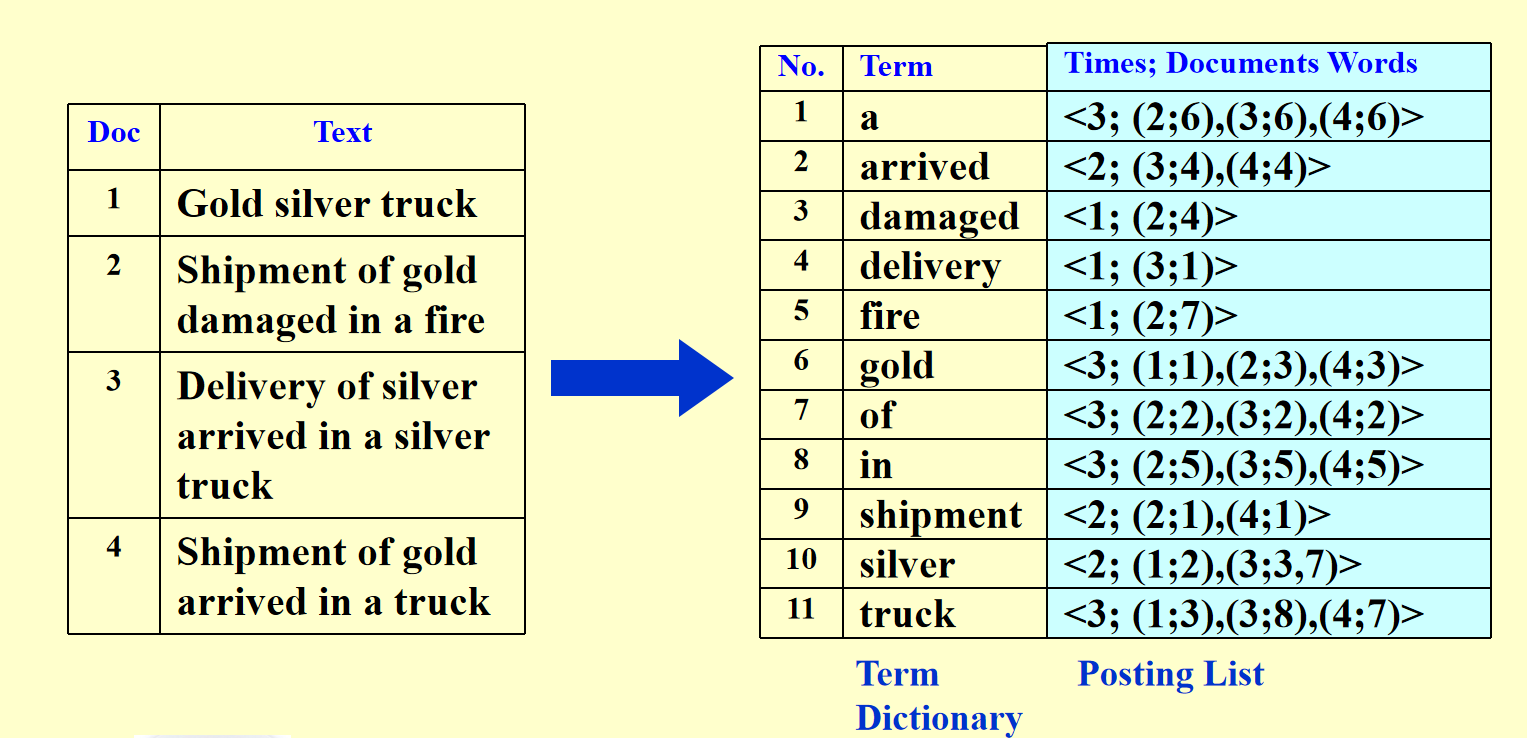 Doc Text
1 Gold silver truck
2 Shipment of gold
damaged in a fire
3 Delivery of silver
arrived in a silver
truck
4 Shipment of gold
arrived in a truck
No. Term Times; Documents Words
1 a <3; (2;6),(3;6),(4;6)>
2 arrived <2; (3;4),(4;4)>
3 damaged <1; (2;4)>
4 delivery <1; (3;1)>
5 fire <1; (2;7)>
6 gold <3; (1;1),(2;3),(4;3)>
7 of <3; (2;2),(3;2),(4;2)>
8 in <3; (2;5),(3;5),(4;5)>
9 shipment <2; (2;1),(4;1)>
10 silver <2; (1;2),(3;3,7)>
11 truck <3; (1;3),(3;8),(4;7)>
Term
Dictionary
Posting List